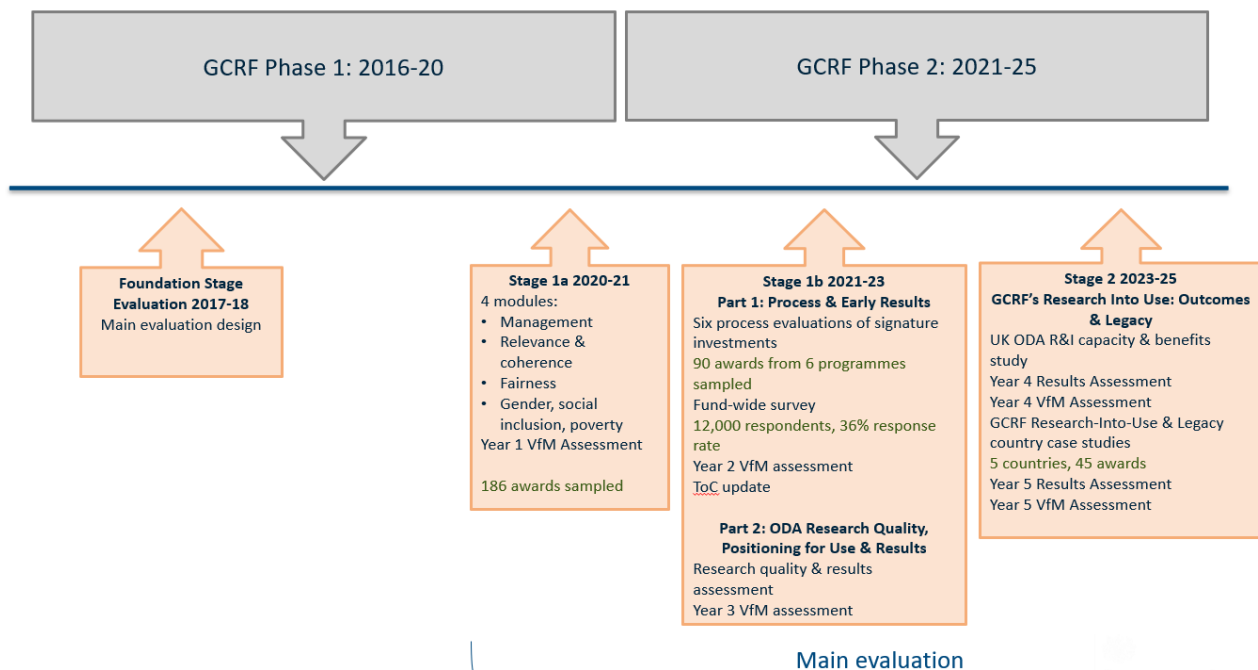 GCRF Phase 1: 2016-20
GCRF Phase 2: 2021-25
Foundation Stage
Evaluation 2017-18
Main evaluation design
Stage 1a 2020-21
4 modules:
• Management
• Relevance &
coherence
• Fairness
• Gender, social
inclusion, poverty
Year 1 VfM Assessment
186 awards sampled
Stage 1b 2021-23
Part 1: Process & Early Results
Six process evaluations of signature
investments
90 awards from 6 programmes
sampled
Fund-wide survey
12,000 respondents, 36% response
rate
Year 2 VfM assessment
ToC update
Part 2: ODA Research Quality,
Positioning for Use & Results
Research quality & results
assessment
Year 3 VfM assessment
Stage 2 2023-25
GCRF’s Research Into Use: Outcomes
& Legacy
UK ODA R&I capacity & benefits
study
Year 4 Results Assessment
Year 4 VfM Assessment
GCRF Research-Into-Use & Legacy
country case studies
5 countries, 45 awards
Year 5 Results Assessment
Year 5 VfM Assessment
Main evaluation